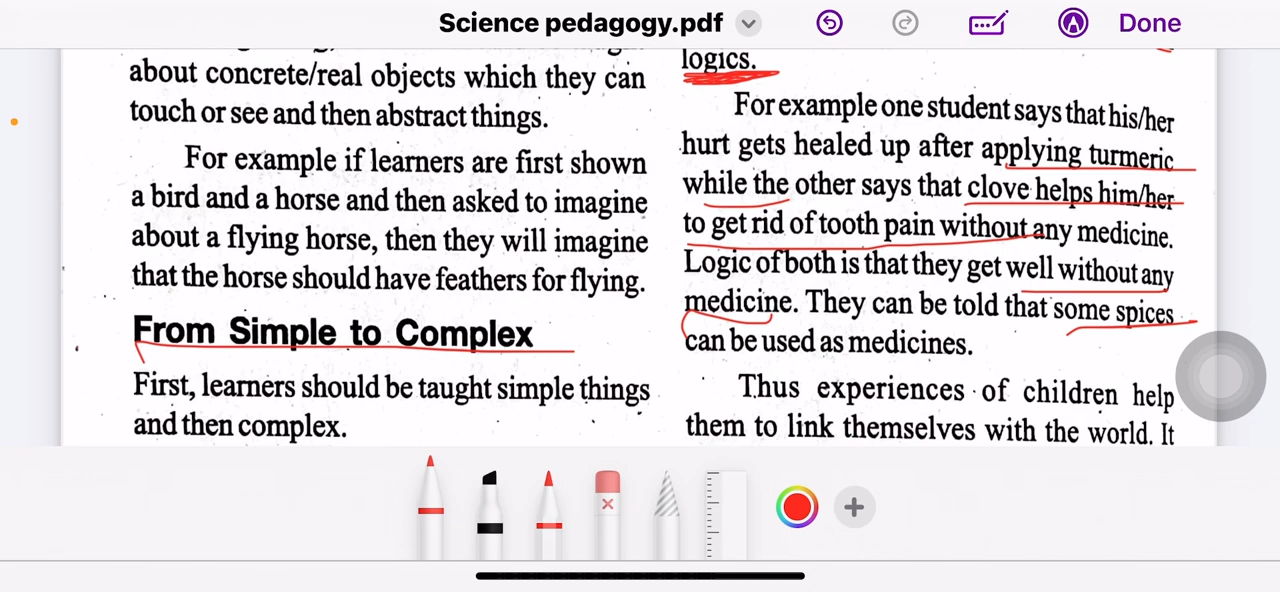 Science pedagogy.pdf
Done
about concrete/real objects which they can
touch or see and then abstract things.
For example if learners are first shown
a bird and a horse and then asked to imagine
about a flying horse, then they will imagine
that the horse should have feathers for flying.
From Simple to Complex
First, learners should be taught simple things
and then complex.
logics.
For example one student says that his/her
hurt gets healed up after applying turmeric
while the other says that clove helps him/her
to get rid of tooth pain without any medicine.
Logic of both is that they get well without any
medicine. They can be told that some spices
can be used as medicines.
Thus experiences of children help
them to link themselves with the world. It